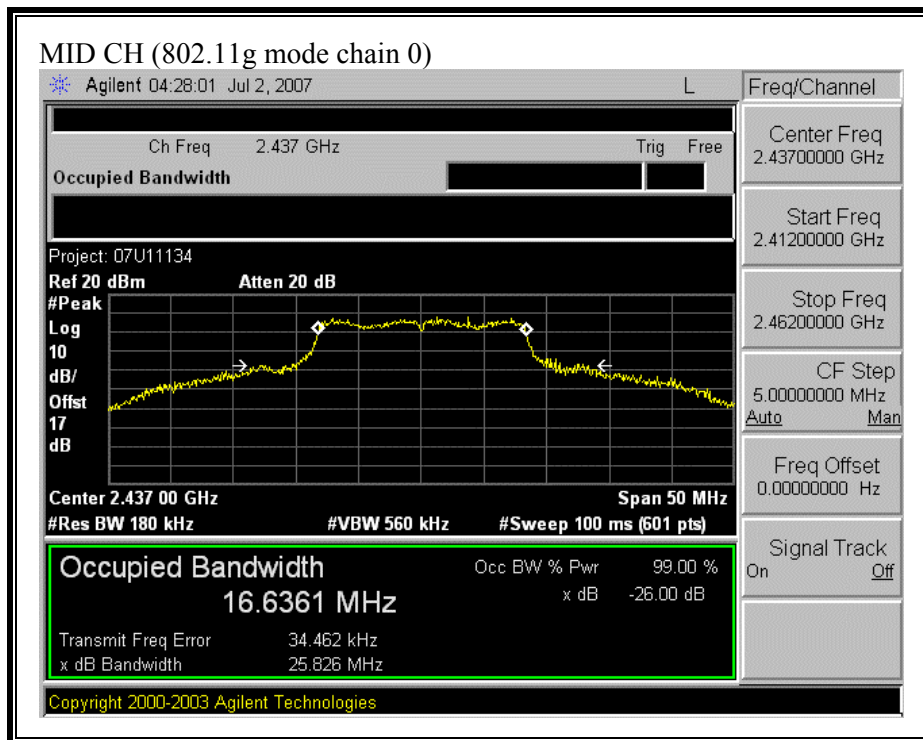 MID CH (802.11g mode chain 0)
Agilent 04:28:01 Jul 2, 2007 L
Ch Freq 2.437 GHz Trig Free
Occupied Bandwidth
Project: 07U11134
Ref 20 dBm Atten 20 dB
#Peak
Log
10
dB/
Offst
17
dB
Center 2.437 00 GHz Span 50 MHz
#Res BW 180 kHz #VBW 560 kHz #Sweep 100 ms (601 pts)
Occupied Bandwidth Occ BW % Pwr 99.00 %
16.6361 MHz x dB -26.00 dB
Transmit Freq Error 34.462 kHz
x dB Bandwidth 25.826 MHz
Copyright 2000-2003 Agilent Technologies
Freq/Channel
Center Freq
2.43700000 GHz
Start Freq
2.41200000 GHz
Stop Freq
2.46200000 GHz
CF Step
5.00000000 MHz
Auto Man
Freq Offset
0.00000000 Hz
Signal Track
On Off